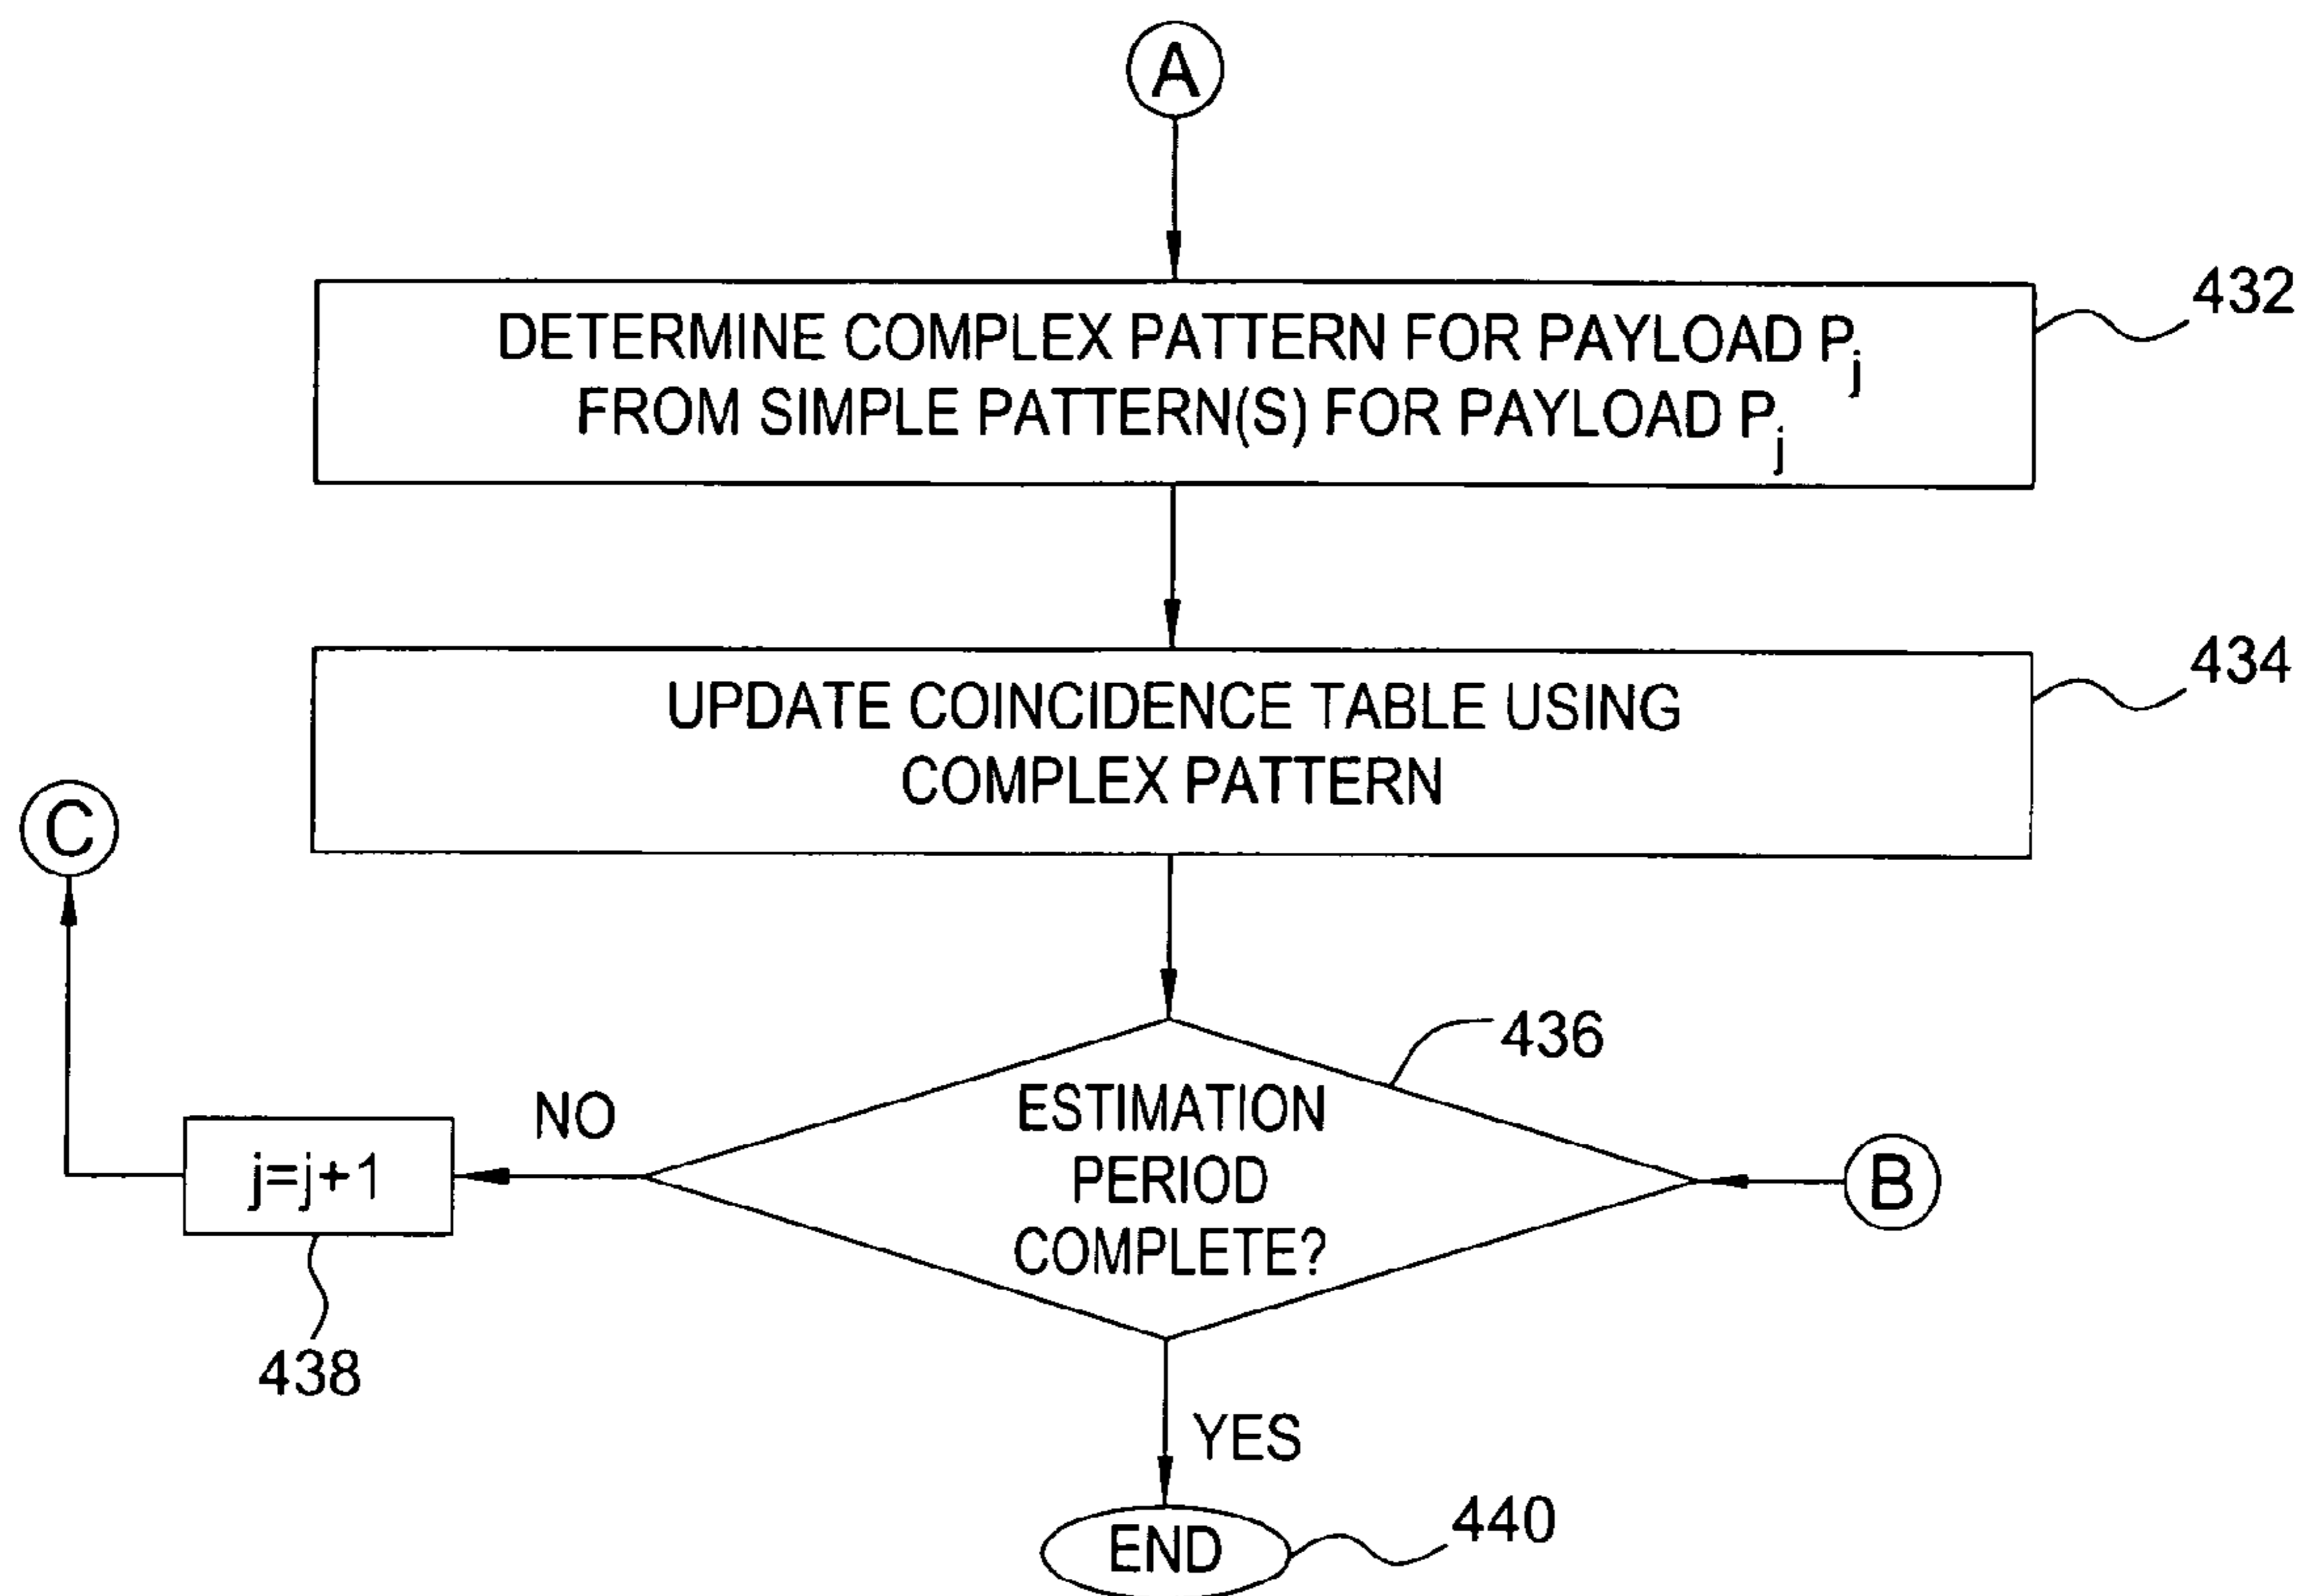 A
432
DETERMINE COMPLEX PATTERN FOR PAYLOAD Pj
FROM SIMPLE PATTERN(S) FOR PAYLOAD Pj
434
UPDATE COINCIDENCE TABLE USING
COMPLEX PATTERN
C
436
ESTIMATION
PERIOD
COMPLETE?
NO
j=j+1
B
438
YES
END
440